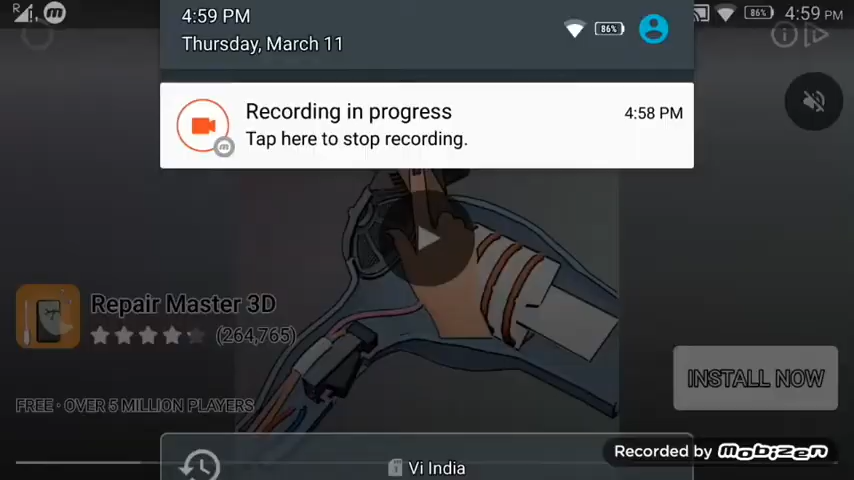 4:59 PM
Thursday, March 11
86%
86%
4:59 PM
Recording in progress
4:58 PM
Tap here to stop recording.
Repair Master 3D
(264,765)
INSTALL NOW
FREE · OVER 5 MILLION PLAYERS
Recorded by mobizen
Vi India